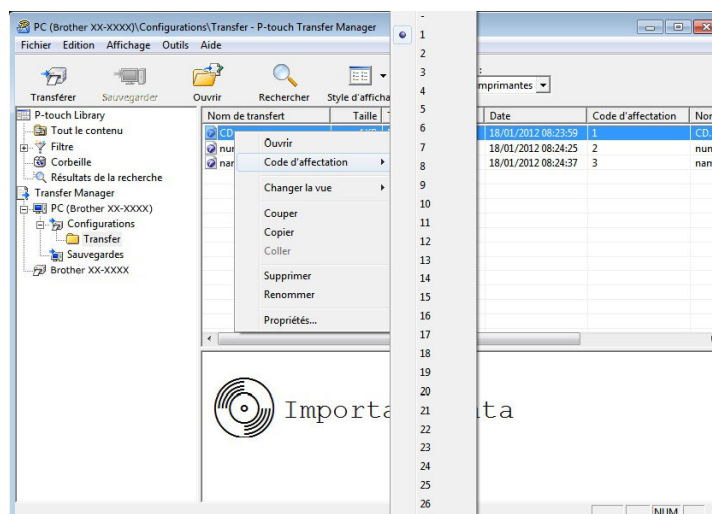 PC (Brother XX-XXXX)\Configurations\Transfer - P-touch Transfer Manager
Fichier Edition Affichage Outils Aide
Transférer Sauvegarder Ouvrir Rechercher Style d'afficha
mprimantes
P-touch Library
Tout le contenu
Filtre
Corbeille
Résultats de la recherche
Transfer Manager
PC (Brother XX-XXXX)
Configurations
Transfer
Sauvegardes
Brother XX-XXXX
Nom de transfert Taille Date Code d'affectation Nor
CD 18/01/2012 08:23:59 1 CD.
nur 18/01/2012 08:24:25 2 nun
nar 18/01/2012 08:24:37 3 nam
Ouvrir
Code d'affectation
Changer la vue
Couper
Copier
Coller
Supprimer
Renommer
Propriétés...
-
1
2
3
4
5
6
7
8
9
10
11
12
13
14
15
16
17
18
19
20
21
22
23
24
25
26
Importa ta
NUM